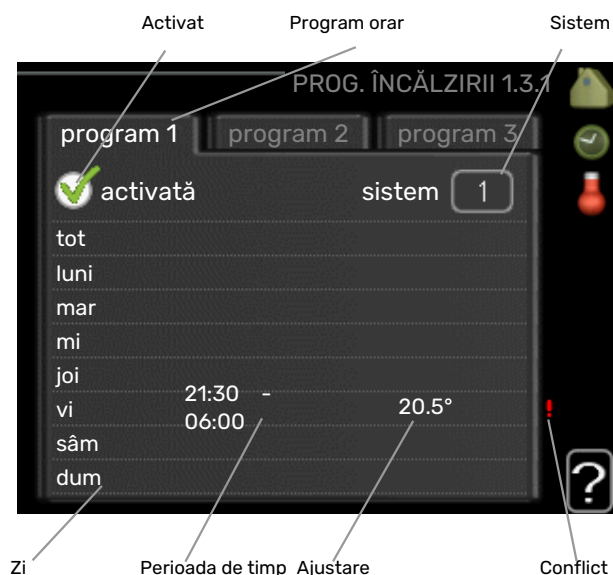 Activat Program orar Sistem
PROG. ÎNCĂLZIRII 1.3.1
program 1 program 2 program 3
activată sistem 1
tot
luni
mar
mi
joi
vi 21:30 - 06:00 20.5° !
sâm
dum
?
Zi Perioada de timp Ajustare Conflict